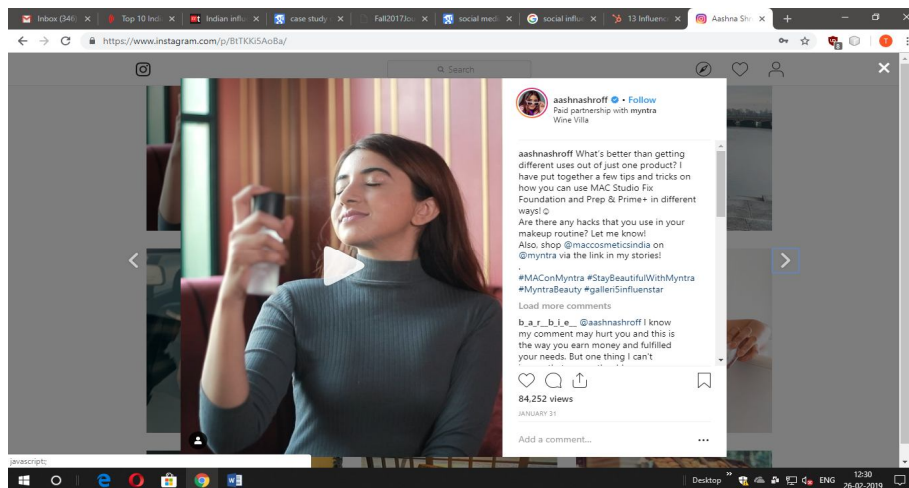 Inbox (346)
Top 10 Indi
Indian influ
case study
Fall2017Jou
social medi
social influe
13 Influence
Aashna Shr
https://www.instagram.com/p/BtTKKi5AoBa/
Search
aashnashroff • Follow
Paid partnership with myntra
Wine Villa
aashnashroff What's better than getting
different uses out of just one product? I
have put together a few tips and tricks on
how you can use MAC Studio Fix
Foundation and Prep & Prime+ in different
ways!☺
Are there any hacks that you use in your
makeup routine? Let me know!
Also, shop @maccosmeticsindia on
@myntra via the link in my stories!
.
#MAConMyntra #StayBeautifulWithMyntra
#MyntraBeauty #galleri5influenstar
Load more comments
b_a_r__b_i_e__ @aashnashroff I know
my comment may hurt you and this is
the way you earn money and fulfilled
your needs. But one thing I can't
84,252 views
JANUARY 31
Add a comment...
javascript:;
Desktop
ENG
12:30
26-02-2019